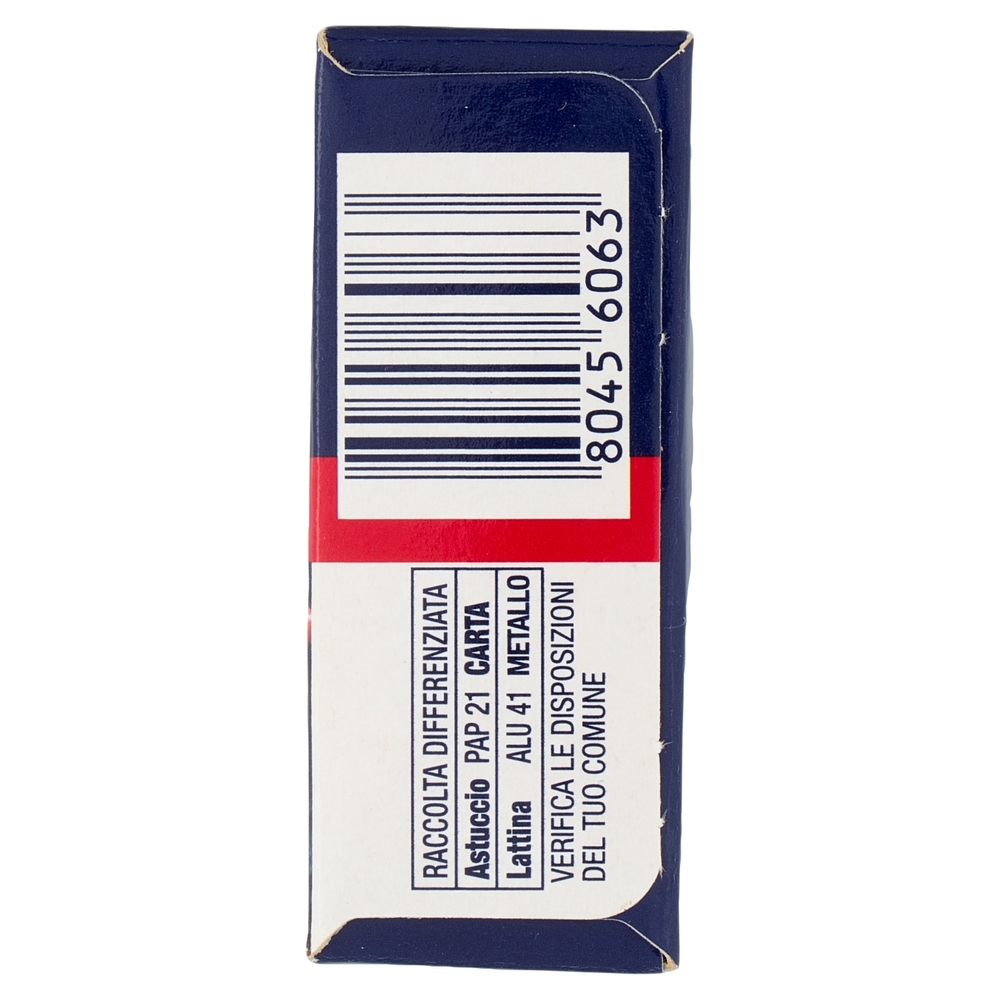 8045 6063
RACCOLTA DIFFERENZIATA
Astuccio PAP 21 CARTA
Lattina ALU 41 METALLO
VERIFICA LE DISPOSIZIONI
DEL TUO COMUNE